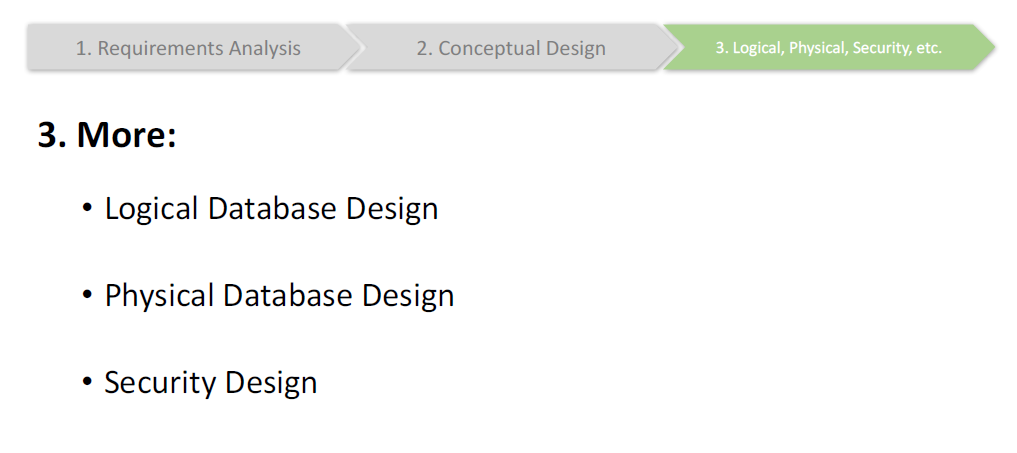 1. Requirements Analysis
2. Conceptual Design
3. Logical, Physical, Security, etc.
3. More:
• Logical Database Design
• Physical Database Design
• Security Design